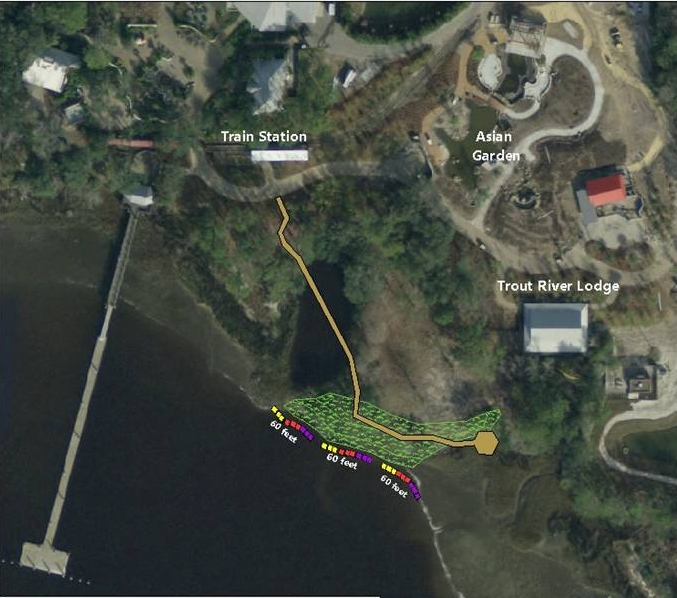 Train Station
Asian
Garden
Trout River Lodge
60 feet
60 feet
60 feet